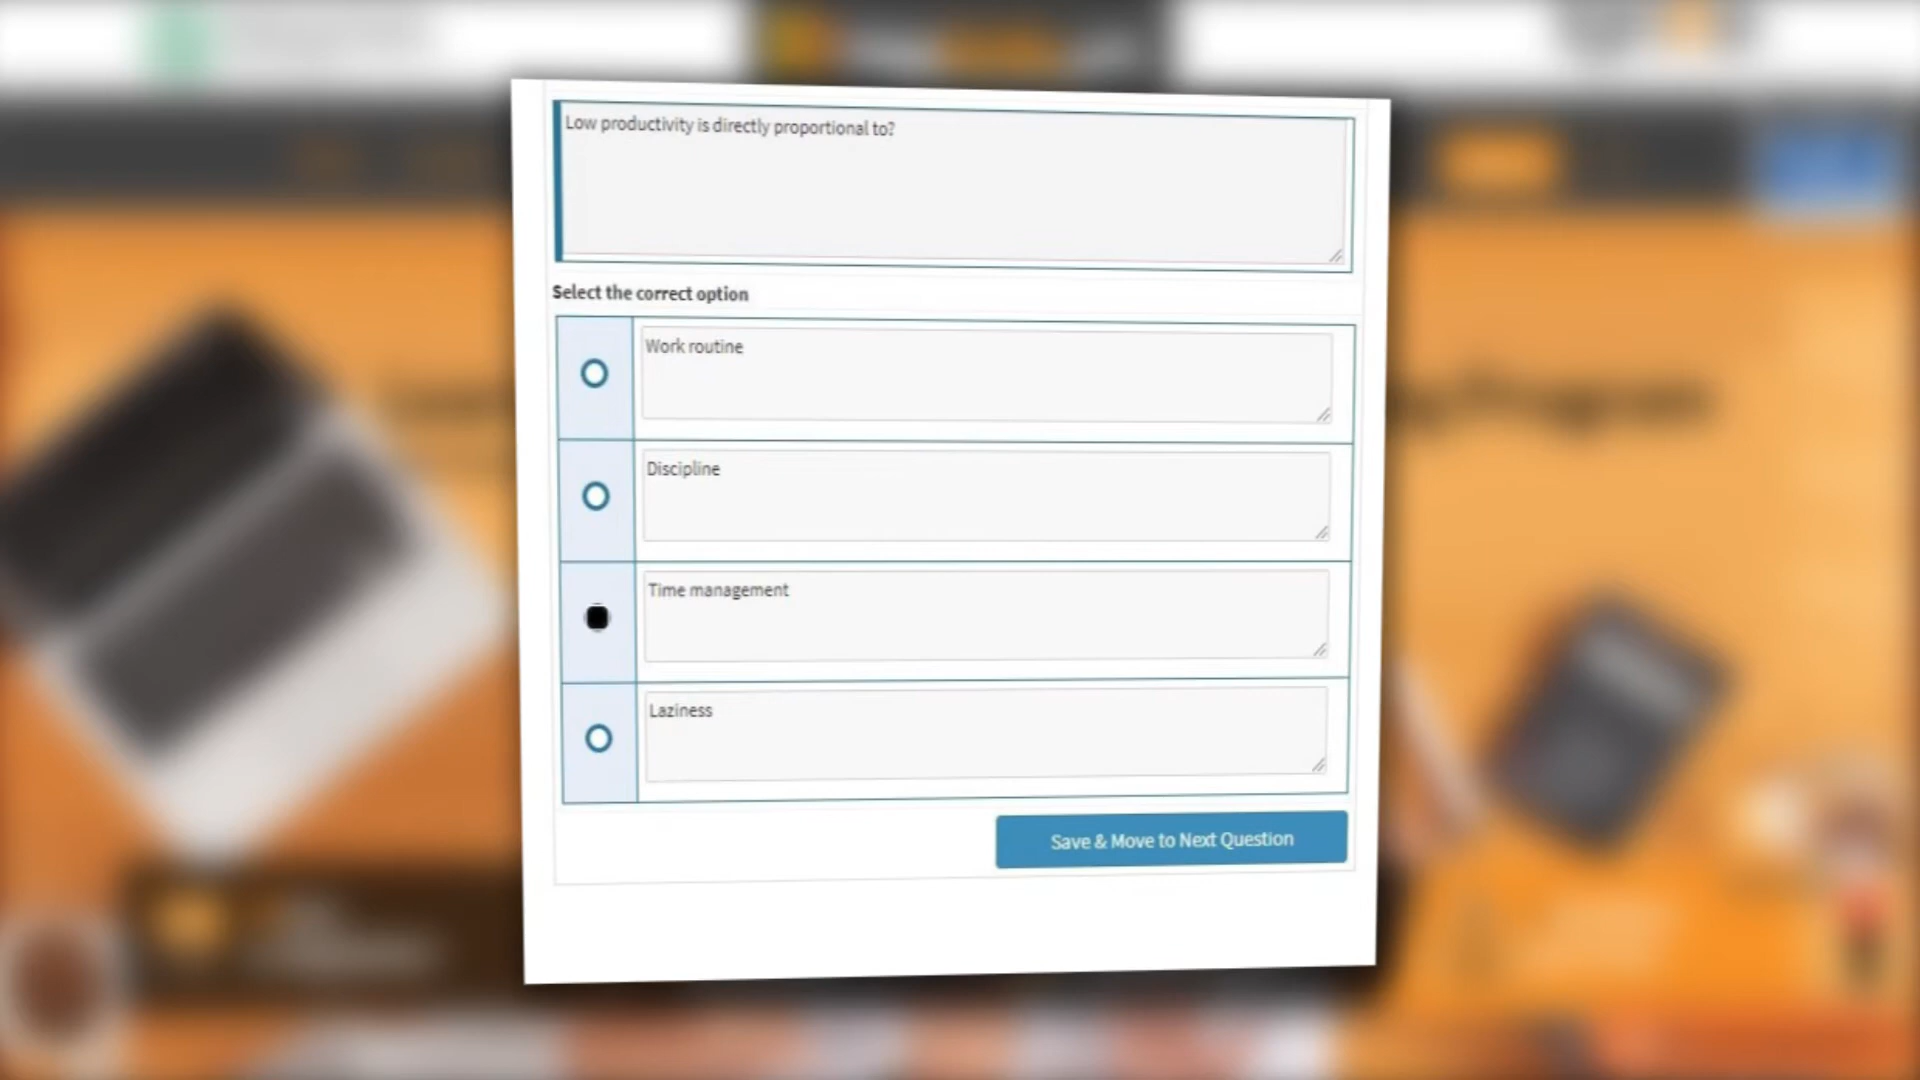 Low productivity is directly proportional to?
Select the correct option
Work routine
Discipline
Time management
Laziness
Save & Move to Next Question